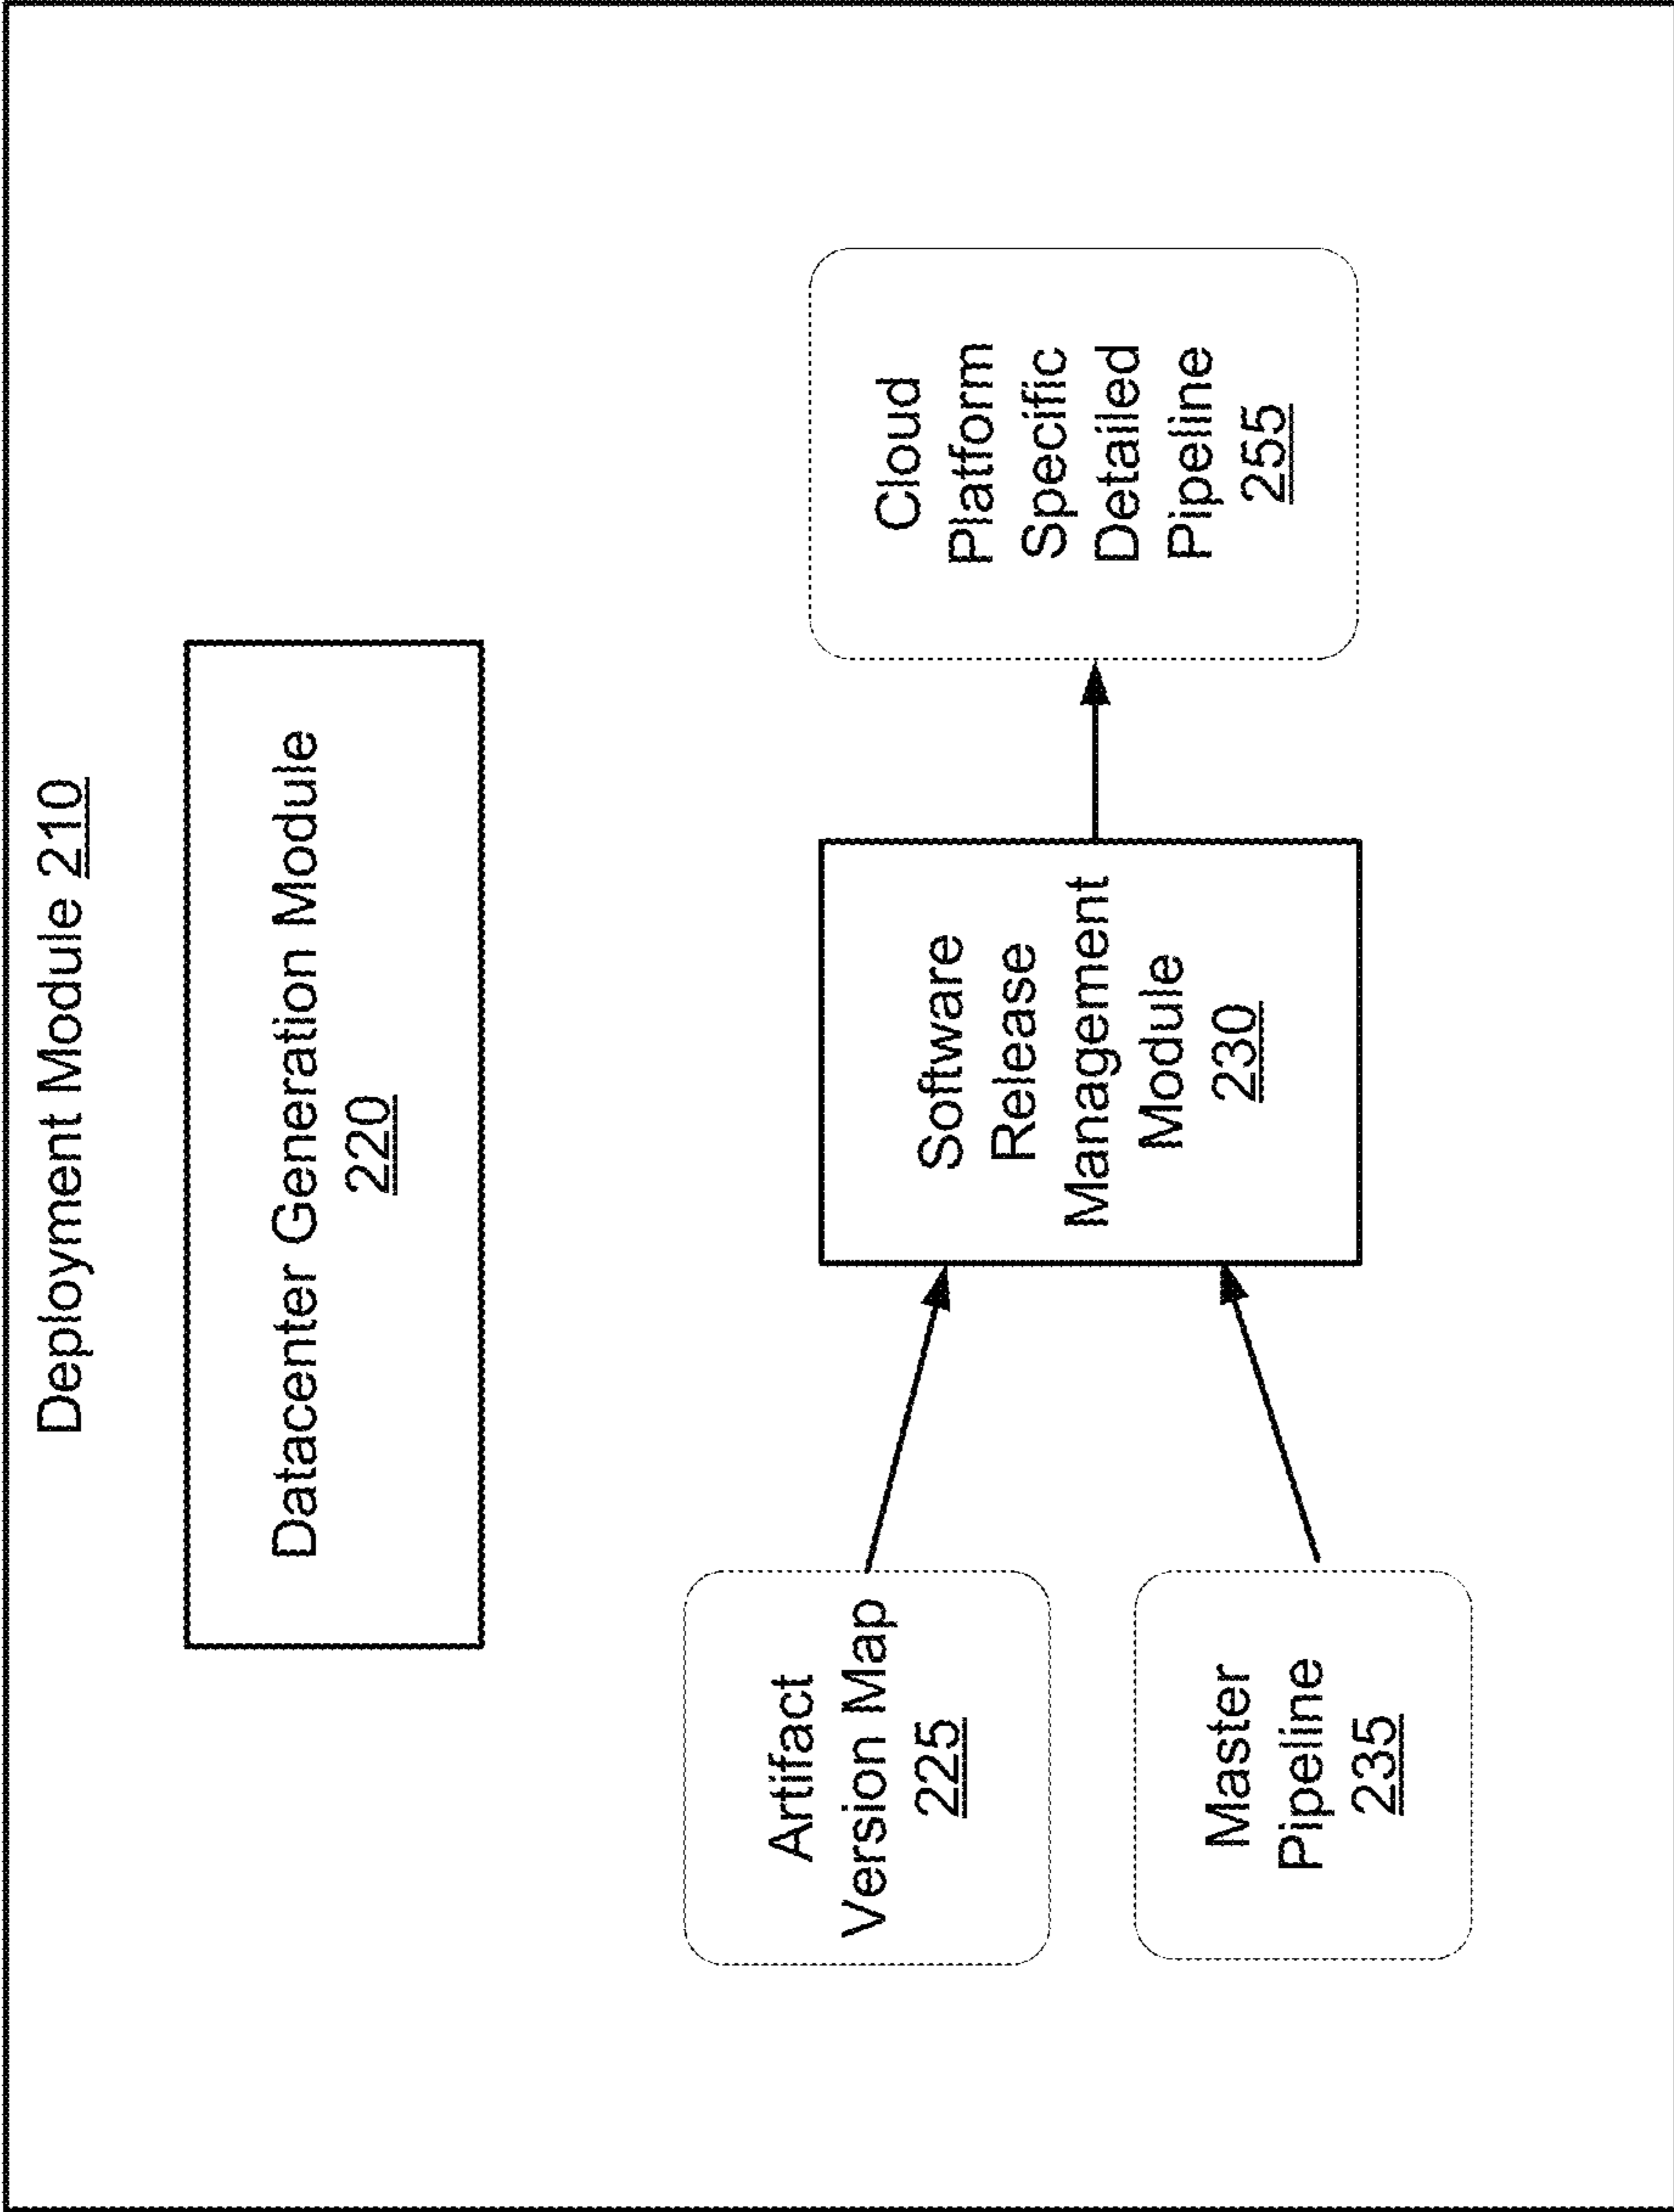 Deployment Module 210
Datacenter Generation Module
220
Artifact
Version Map
225
Master
Pipeline
235
Software
Release
Management
Module
230
Cloud
Platform
Specific
Detailed
Pipeline
255